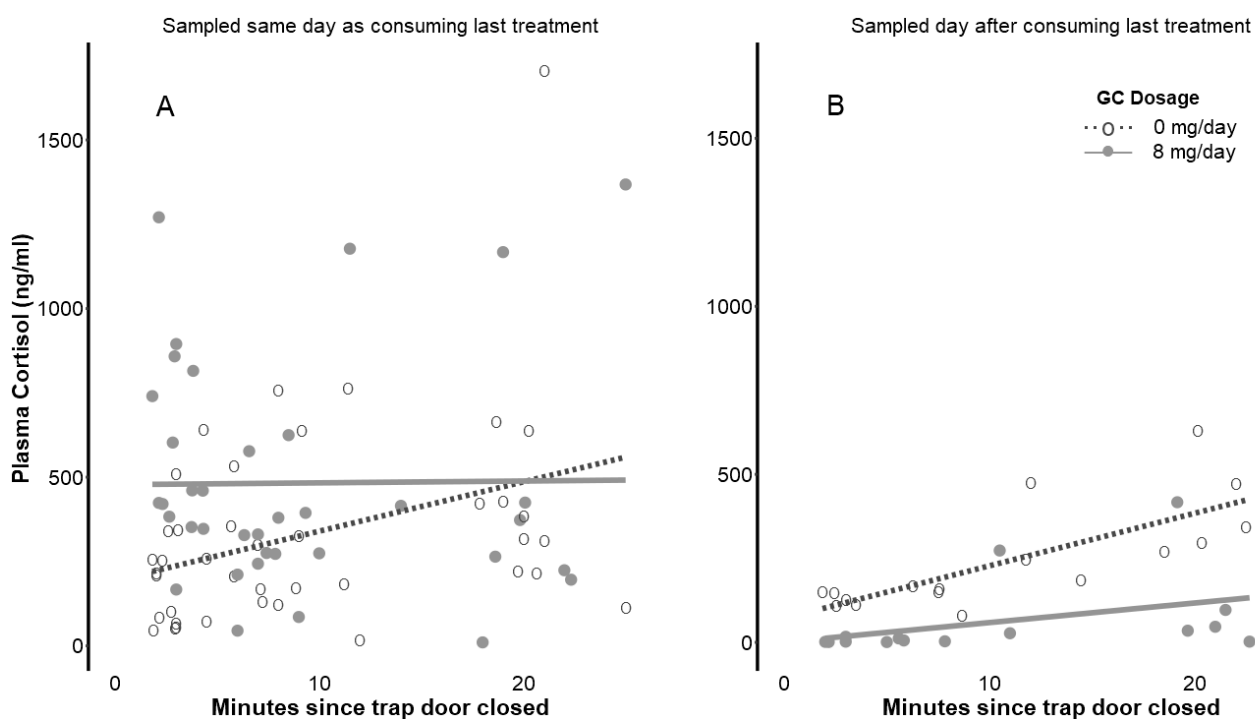 Sampled same day as consuming last treatment
Sampled day after consuming last treatment
A
B
GC Dosage
0 mg/day
8 mg/day
Plasma Cortisol (ng/ml)
1500
1000
500
0
1500
1000
500
0
0 10 20
0 10 20
Minutes since trap door closed
Minutes since trap door closed